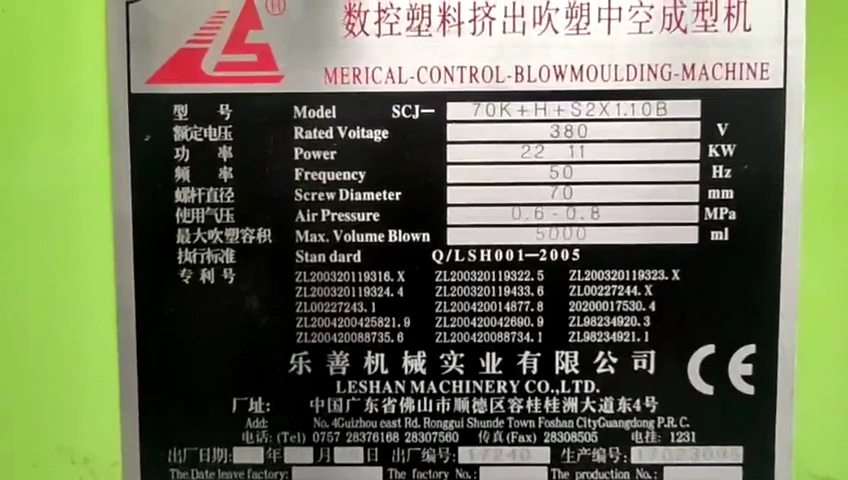 ®
数控塑料挤出吹塑中空成型机
MERICAL-CONTROL-BLOWMOULDING-MACHINE
型号 Model SCJ— 70K+H+S2X1.10B
额定电压 Rated Voitage 380 V
功率 Power 22 11 KW
频率 Frequency 50 Hz
螺杆直径 Screw Diameter 70 mm
使用气压 Air Pressure 0.6-0.8 MPa
最大吹塑容积 Max. Volume Blown 5000 ml
执行标准 Stan dard Q/LSH001—2005
专利号 ZL200320119316.X ZL200320119322.5 ZL200320119323.X
ZL200320119324.4 ZL200320119433.6 ZL00227244.X
ZL00227243.1 ZL200420014877.8 20200017530.4
ZL2004200425821.9 ZL200420042690.9 ZL98234920.3
ZL200420088735.6 ZL200420088734.1 ZL98234921.1
乐善机械实业有限公司 CE
LESHAN MACHINERY CO.,LTD.
厂址: 中国广东省佛山市顺德区容桂桂洲大道东4号
Add: No.4Guizhou east Rd. Ronggui Shunde Town Foshan CityGuangdong P.R.C.
电话: (Tel) 0757 28376168 28307560 传真(Fax) 28308505 电挂: 1231
出厂日期: 年 月 日 出厂编号: 17240 生产编号:
The Date leave factory: The factory No.: The production No.: